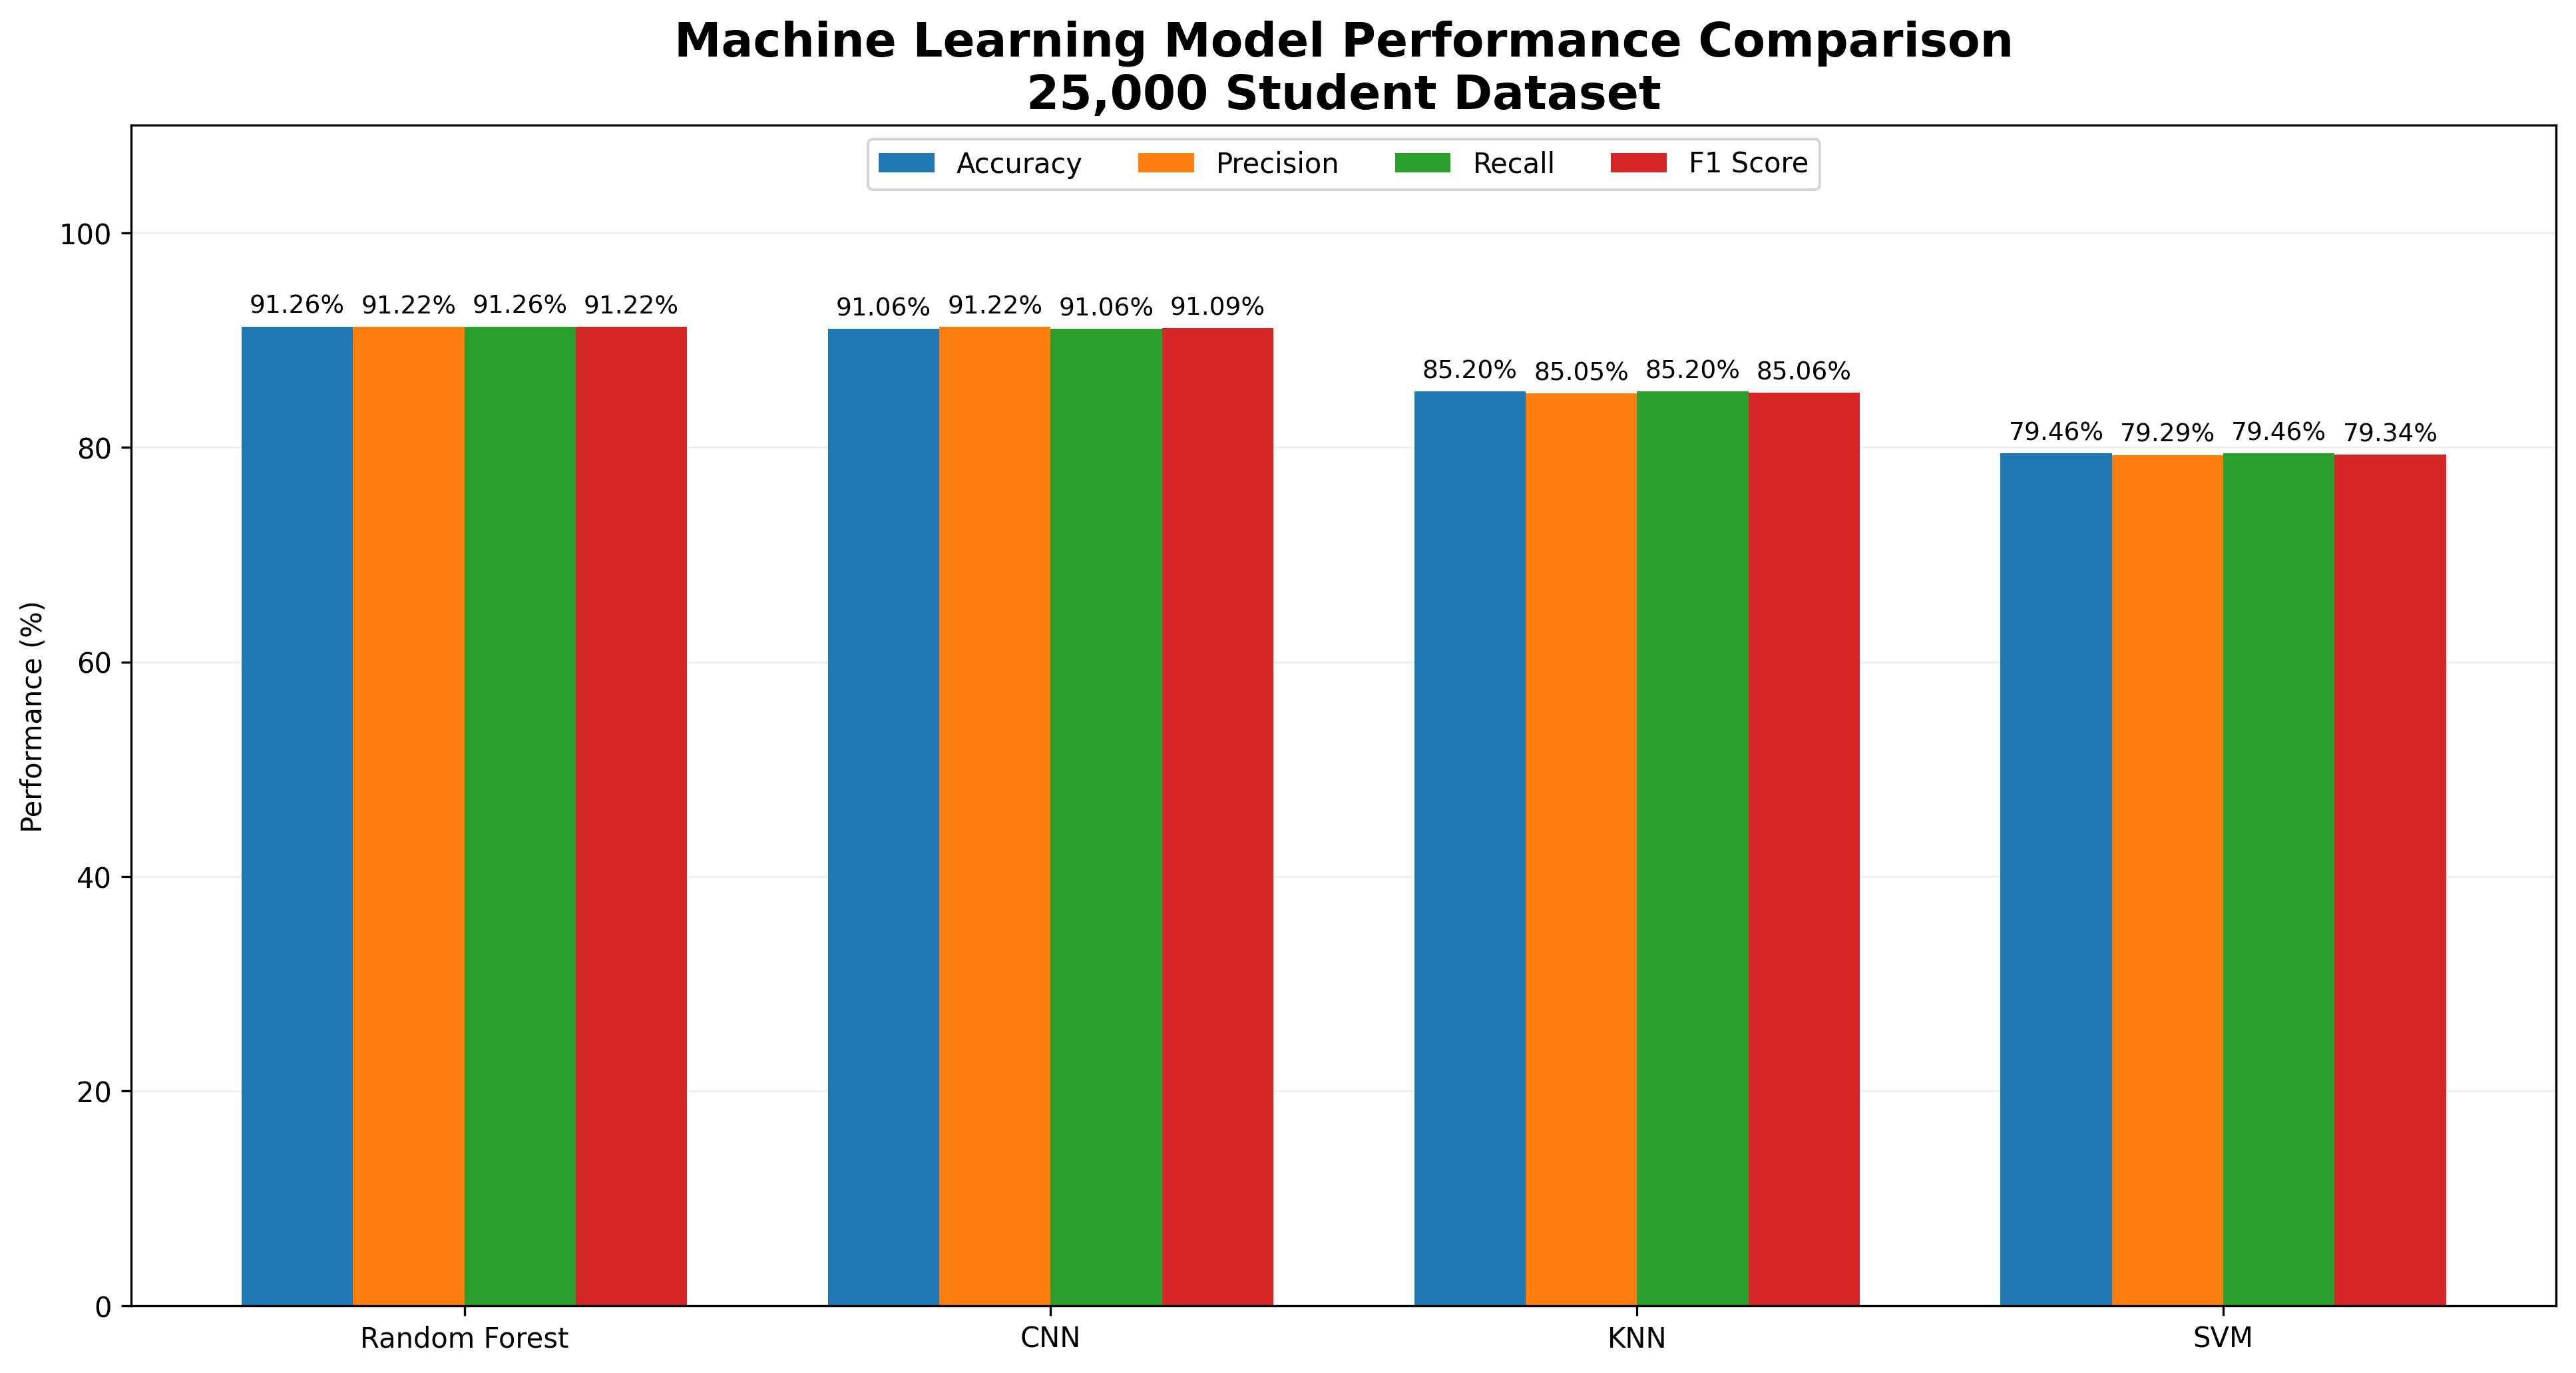 Machine Learning Model Performance Comparison
25,000 Student Dataset
Accuracy Precision Recall F1 Score
Performance (%)
100
80
60
40
20
0
91.26% 91.22% 91.26% 91.22%
91.06% 91.22% 91.06% 91.09%
85.20% 85.05% 85.20% 85.06%
79.46% 79.29% 79.46% 79.34%
Random Forest CNN KNN SVM